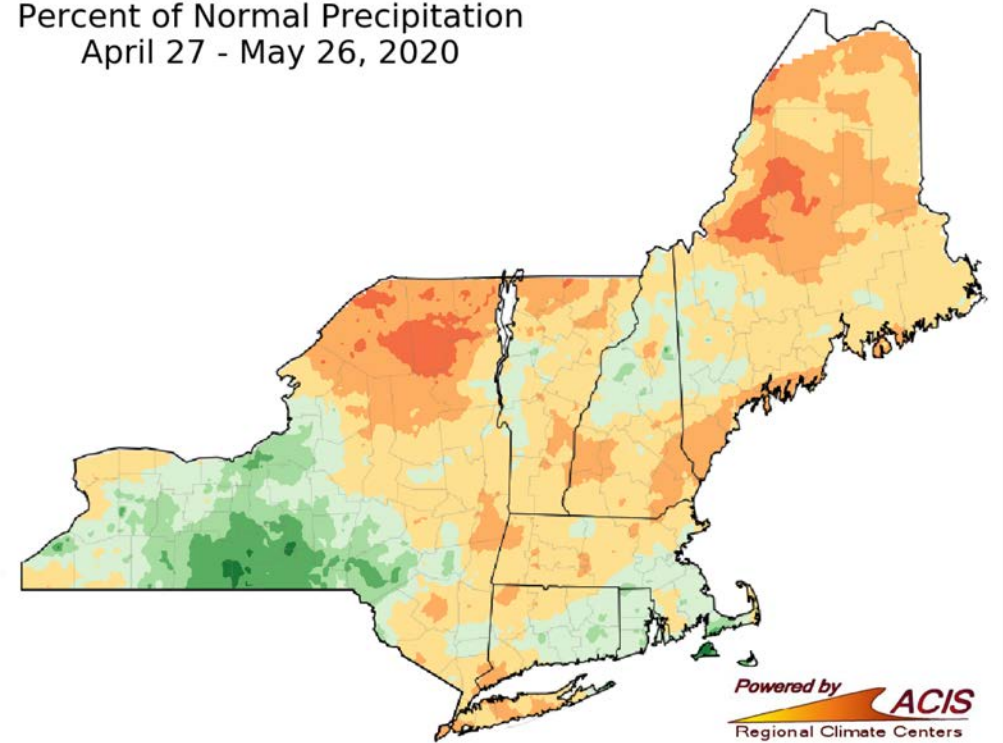 Percent of Normal Precipitation
April 27 - May 26, 2020
Powered by
ACIS
Regional Climate Centers